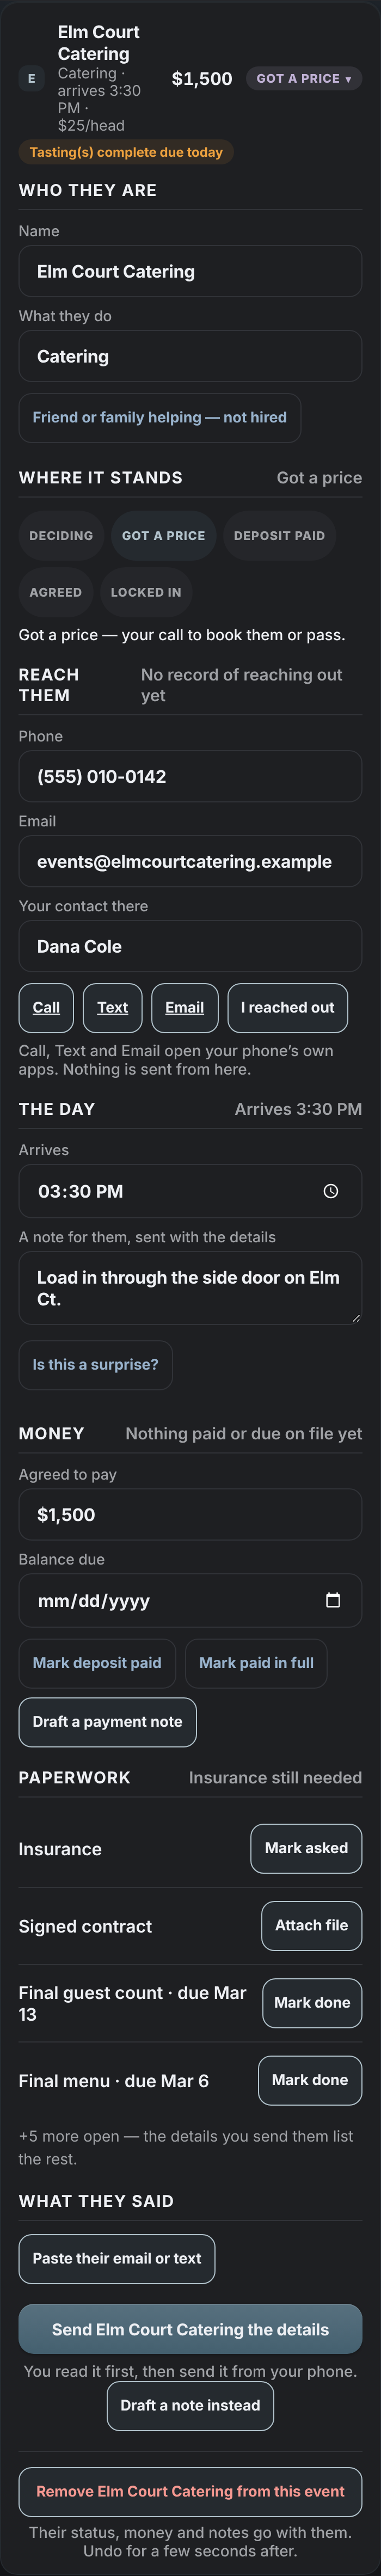 Elm Court
Catering
E
Catering ·
arrives 3:30
PM ·
$25/head
$1,500
GOT A PRICE ▾
Tasting(s) complete due today
WHO THEY ARE
Name
Elm Court Catering
What they do
Catering
Friend or family helping — not hired
WHERE IT STANDS
Got a price
DECIDING
GOT A PRICE
DEPOSIT PAID
AGREED
LOCKED IN
Got a price — your call to book them or pass.
REACH
THEM
No record of reaching out
yet
Phone
(555) 010-0142
Email
events@elmcourtcatering.example
Your contact there
Dana Cole
Call
Text
Email
I reached out
Call, Text and Email open your phone’s own
apps. Nothing is sent from here.
THE DAY
Arrives 3:30 PM
Arrives
03:30 PM
A note for them, sent with the details
Load in through the side door on Elm
Ct.
Is this a surprise?
MONEY
Nothing paid or due on file yet
Agreed to pay
$1,500
Balance due
mm/dd/yyyy
Mark deposit paid
Mark paid in full
Draft a payment note
PAPERWORK
Insurance still needed
Insurance
Mark asked
Signed contract
Attach file
Final guest count · due Mar
13
Mark done
Final menu · due Mar 6
Mark done
+5 more open — the details you send them list
the rest.
WHAT THEY SAID
Paste their email or text
Send Elm Court Catering the details
You read it first, then send it from your phone.
Draft a note instead
Remove Elm Court Catering from this event
Their status, money and notes go with them.
Undo for a few seconds after.